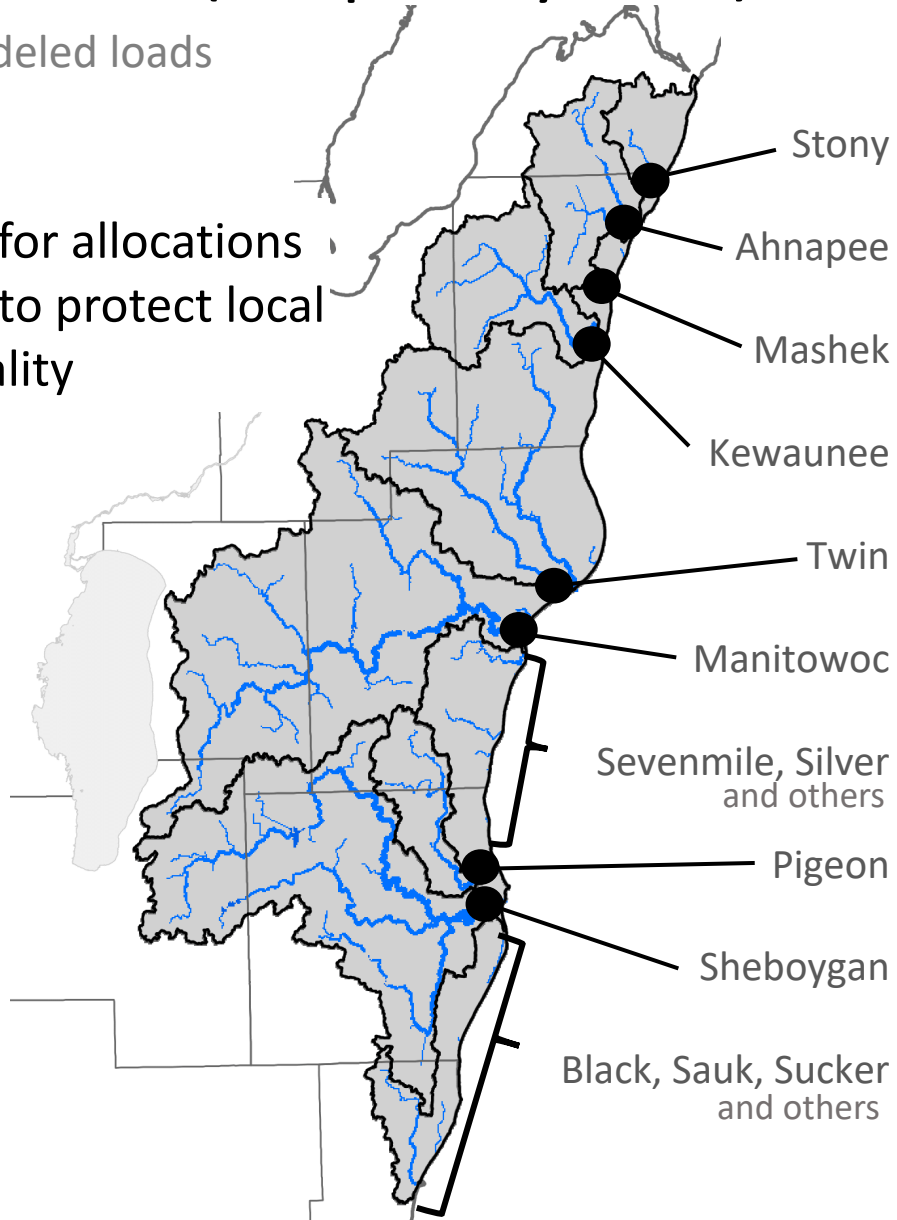 deled loads
for allocations
to protect local
ality
Stony
Ahnapee
Mashek
Kewaunee
Twin
Manitowoc
Sevenmile, Silver
and others
Pigeon
Sheboygan
Black, Sauk, Sucker
and others